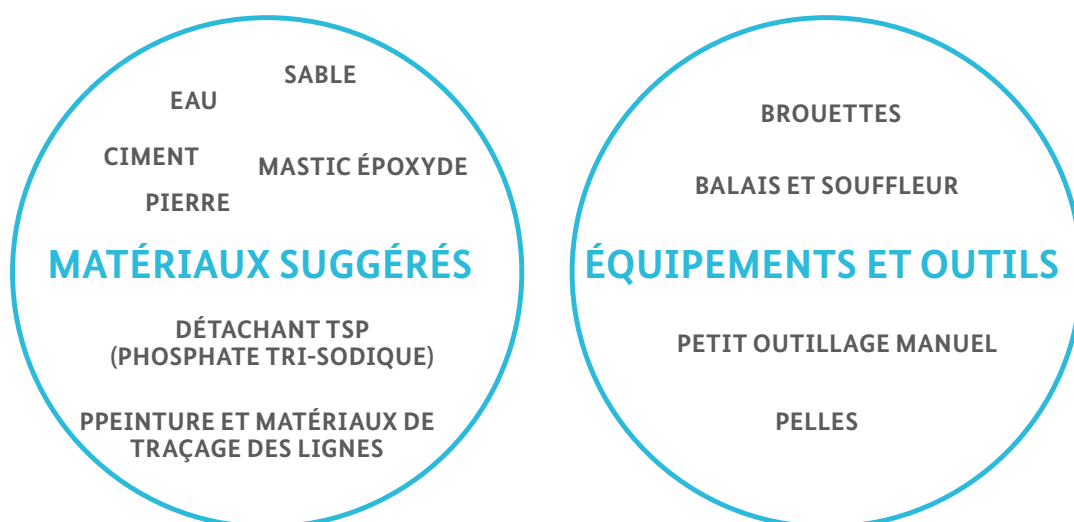 SABLE
EAU
CIMENT
MASTIC ÉPOXYDE
PIERRE
MATÉRIAUX SUGGÉRÉS
DÉTACHANT TSP
(PHOSPHATE TRI-SODIQUE)
PPEINTURE ET MATÉRIAUX DE
TRAÇAGE DES LIGNES
BROUETTES
BALAIS ET SOUFFLEUR
ÉQUIPEMENTS ET OUTILS
PETIT OUTILLAGE MANUEL
PELLES